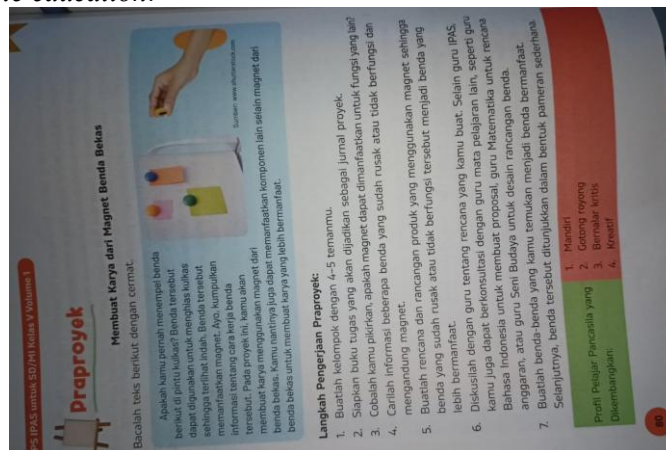 PS IPAS untuk SD/MI Kelas V Volume 1
Praproyek
Membuat Karya dari Magnet Benda Bekas
Bacalah teks berikut dengan cermat.
Apakah kamu pernah menempel benda
berikut di pintu kulkas? Benda tersebut
dapat digunakan untuk menghias kulkas
sehingga terlihat indah. Benda tersebut
memanfaatkan magnet. Ayo, kumpulkan
informasi tentang cara kerja benda
tersebut. Pada proyek ini, kamu akan
membuat karya menggunakan magnet dari
Sumber: www.shutterstock.com
benda bekas. Kamu nantinya juga dapat memanfaatkan komponen lain selain magnet dari
benda bekas untuk membuat karya yang lebih bermanfaat.
Langkah Pengerjaan Praproyek:
1. Buatlah kelompok dengan 4–5 temanmu.
2. Siapkan buku tugas yang akan dijadikan sebagai jurnal proyek.
3. Cobalah kamu pikirkan, apakah magnet dapat dimanfaatkan untuk fungsi yang lain?
4. Carilah informasi beberapa benda yang sudah rusak atau tidak berfungsi dan
mengandung magnet.
5. Buatlah rencana dan rancangan produk yang menggunakan magnet sehingga
benda yang sudah rusak atau tidak berfungsi tersebut menjadi benda yang
lebih bermanfaat.
6. Diskusilah dengan guru tentang rencana yang kamu buat. Selain guru IPAS,
kamu juga dapat berkonsultasi dengan guru mata pelajaran lain, seperti guru
Bahasa Indonesia untuk membuat proposal, guru Matematika untuk rencana
anggaran, atau guru Seni Budaya untuk desain rancangan benda.
7. Buatlah benda-benda yang kamu temukan menjadi benda bermanfaat.
Selanjutnya, benda tersebut ditunjukkan dalam bentuk pameran sederhana.
Profil Pelajar Pancasila yang
Dikembangkan:
1. Mandiri
2. Gotong royong
3. Bernalar kritis
4. Kreatif
60